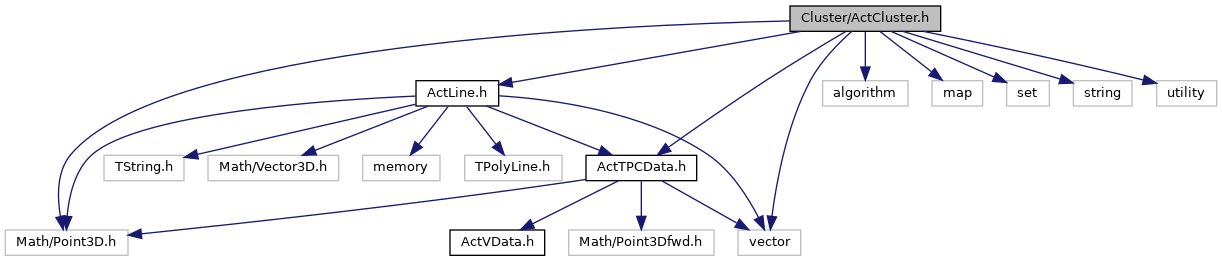 Cluster/ActCluster.h
ActLine.h
algorithm
map
set
string
utility
TString.h
Math/Vector3D.h
memory
TPolyLine.h
ActTPCData.h
Math/Point3D.h
ActVData.h
Math/Point3Dfwd.h
vector